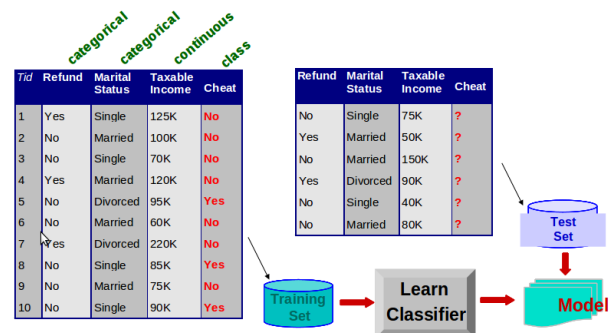 categorical
categorical
continuous
class
Tid Refund Marital Status Taxable Income Cheat
1 Yes Single 125K No
2 No Married 100K No
3 No Single 70K No
4 Yes Married 120K No
5 No Divorced 95K Yes
6 No Married 60K No
7 Yes Divorced 220K No
8 No Single 85K Yes
9 No Married 75K No
10 No Single 90K Yes
Refund Marital Status Taxable Income Cheat
No Single 75K ?
Yes Married 50K ?
No Married 150K ?
Yes Divorced 90K ?
No Single 40K ?
No Married 80K ?
Test
Set
Training
Set
Learn
Classifier
Model